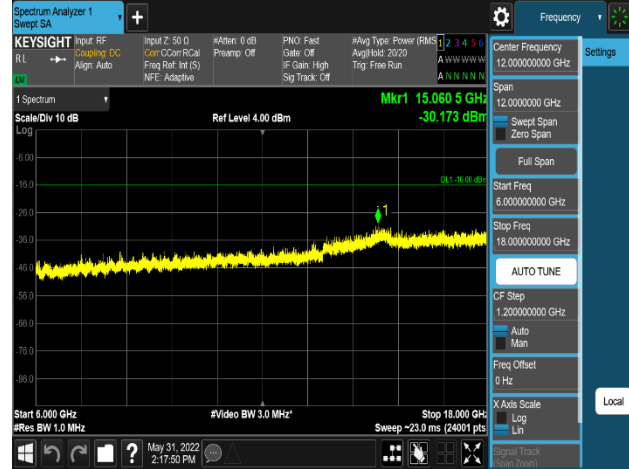 Spectrum Analyzer 1
Swept SA
Frequency
KEYSIGHT
R L
Input: RF
Coupling: DC
Align: Auto
Input Z: 50 Ω
Corr CCorr RCal
Freq Ref: Int (S)
NFE: Adaptive
#Atten: 0 dB
Preamp: Off
PNO: Fast
Gate: Off
IF Gain: High
Sig Track: Off
#Avg Type: Power (RMS
Avg|Hold: 20/20
Trig: Free Run
1 2 3 4 5 6
A W W W W W
A N N N N N
1 Spectrum
Scale/Div 10 dB
Log
Ref Level 4.00 dBm
Mkr1 15.060 5 GHz
-30.173 dBm
-6.00
-16.0
-26.0
-36.0
-46.0
-56.0
-76.0
-86.0
DL1 -16.00 dBm
1
Start 6.000 GHz
#Res BW 1.0 MHz
#Video BW 3.0 MHz*
Stop 18.000 GHz
Sweep ~23.0 ms (24001 pts
?
May 31, 2022
2:17:50 PM
Center Frequency
12.000000000 GHz
Settings
Span
12.0000000 GHz
Swept Span
Zero Span
Full Span
Start Freq
6.000000000 GHz
Stop Freq
18.000000000 GHz
AUTO TUNE
CF Step
1.200000000 GHz
Auto
Man
Freq Offset
0 Hz
X Axis Scale
Log
Lin
Local
Signal Track
(Span Zoom)